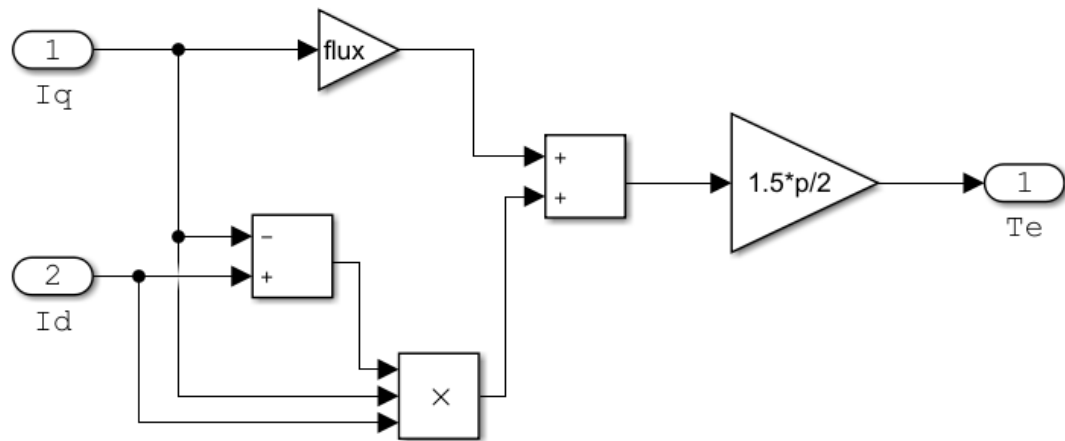 1
Iq
flux
+
+
1.5*p/2
1
Te
−
+
2
Id
×